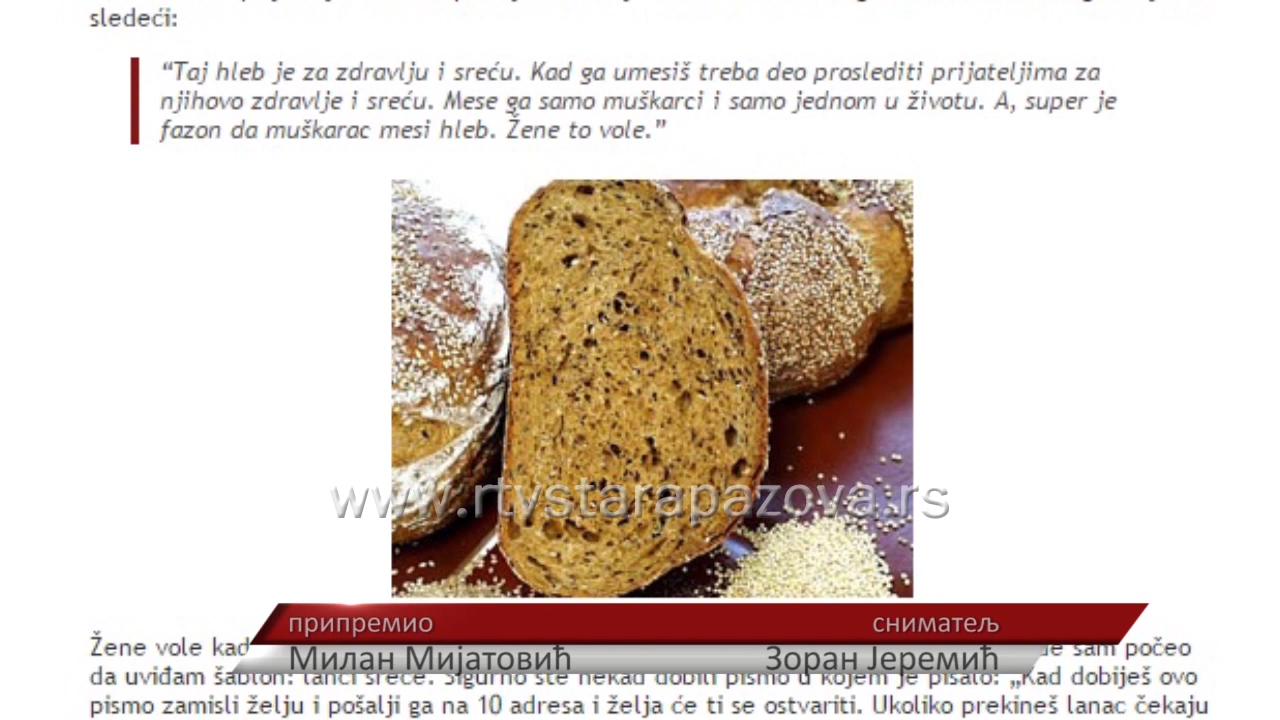 sledeći:
“Taj hleb je za zdravlju i sreću. Kad ga umesiš treba deo proslediti prijateljima za
njihovo zdravlje i sreću. Mese ga samo muškarci i samo jednom u životu. A, super je
fazon da muškarac mesi hleb. Žene to vole.”
www.rtvstarapazova.rs
припремио
сниматељ
Милан Мијатовић
Зоран Јеремић
Žene vole kad sam počeo
da uviđam šablon: lanci sreće. Sigurno ste nekad dobili pismo u kojem je pisalo: „Kad dobiješ ovo
pismo zamisli želju i pošalji ga na 10 adresa i želja će ti se ostvariti. Ukoliko prekineš lanac čekaju